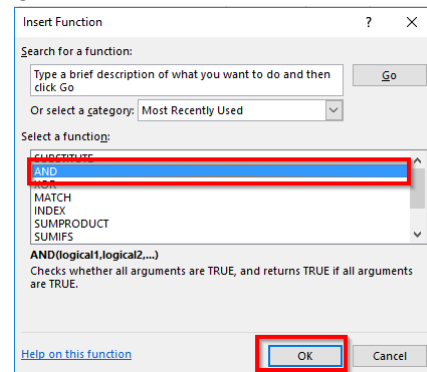 Insert Function ? X
Search for a function:
Type a brief description of what you want to do and then
click Go
Go
Or select a category: Most Recently Used
Select a function:
SUBSTITUTE
AND
XOR
MATCH
INDEX
SUMPRODUCT
SUMIFS
AND(logical1,logical2,...)
Checks whether all arguments are TRUE, and returns TRUE if all arguments
are TRUE.
Help on this function
OK
Cancel